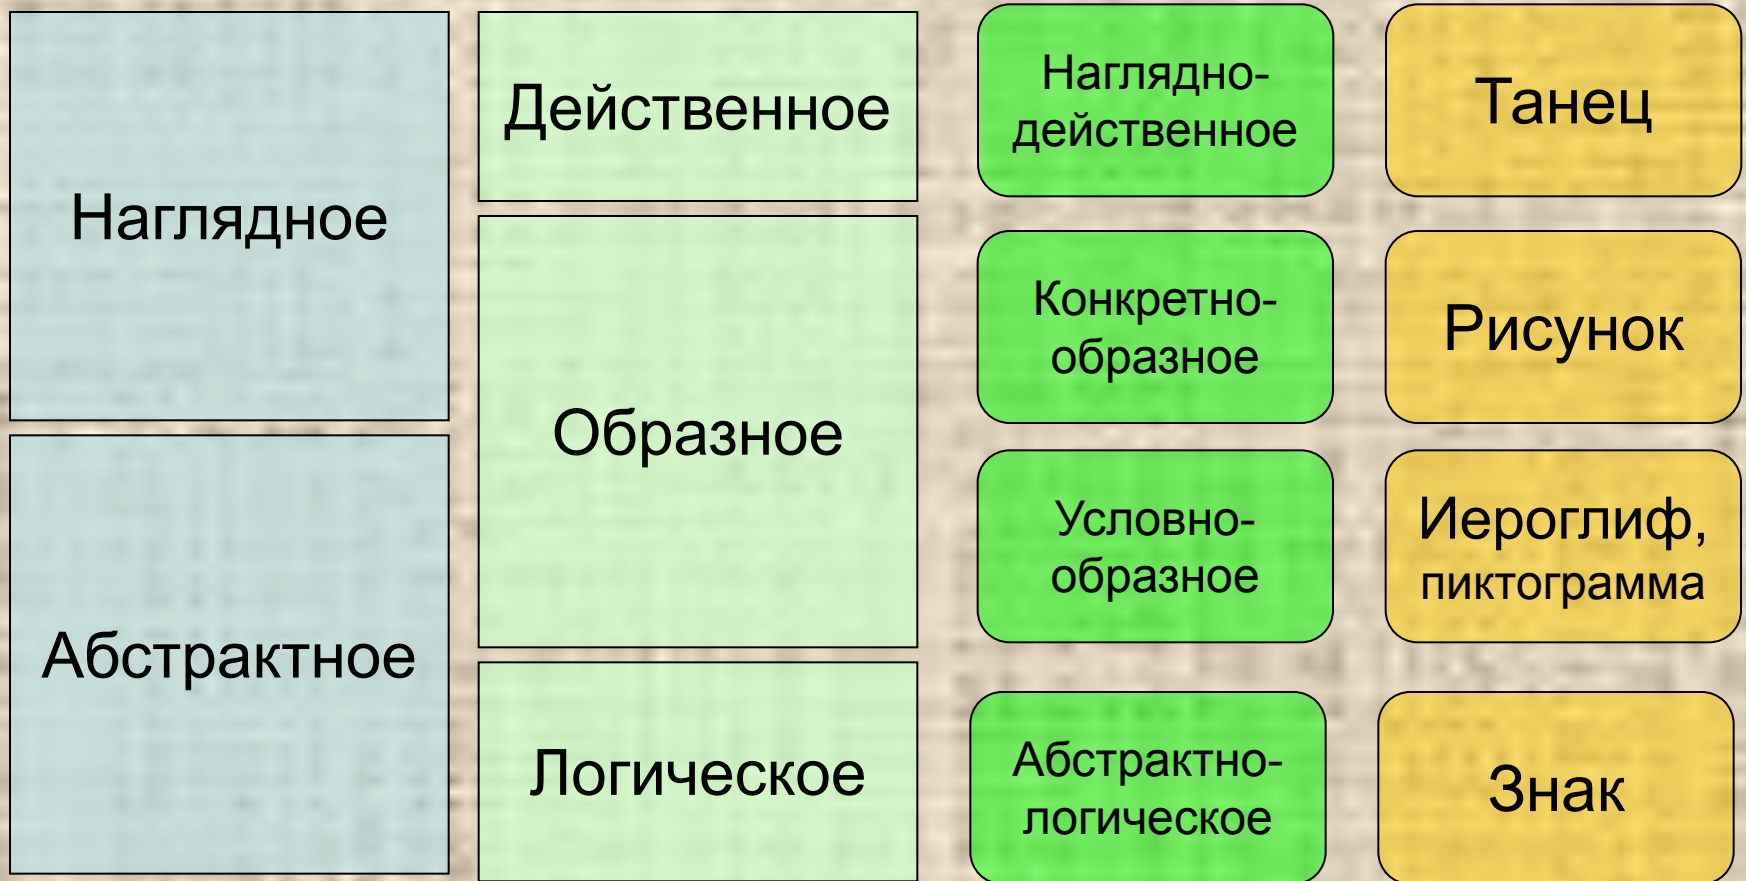 Наглядное
Абстрактное
Действенное
Образное
Логическое
Наглядно-
действенное
Конкретно-
образное
Условно-
образное
Абстрактно-
логическое
Танец
Рисунок
Иероглиф,
пиктограмма
Знак